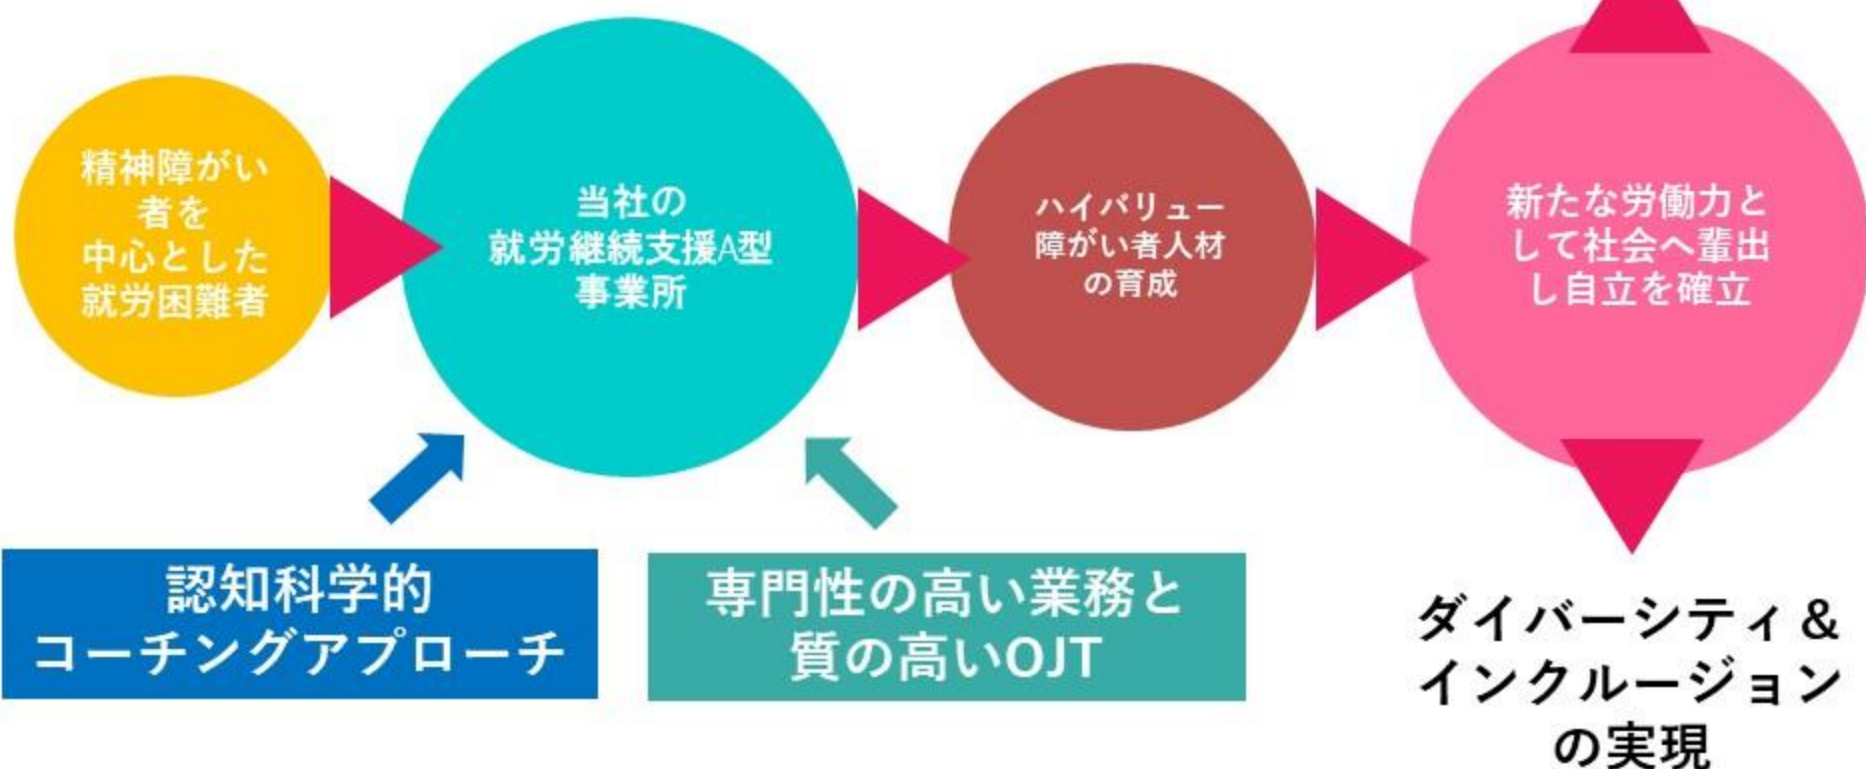 精神障がい
者を
中心とした
就労困難者
当社の
就労継続支援A型
事業所
ハイバリュー
障がい者人材
の育成
新たな労働力と
して社会へ輩出
し自立を確立
認知科学的
コーチングアプローチ
専門性の高い業務と
質の高いOJT
ダイバーシティ＆
インクルージョン
の実現